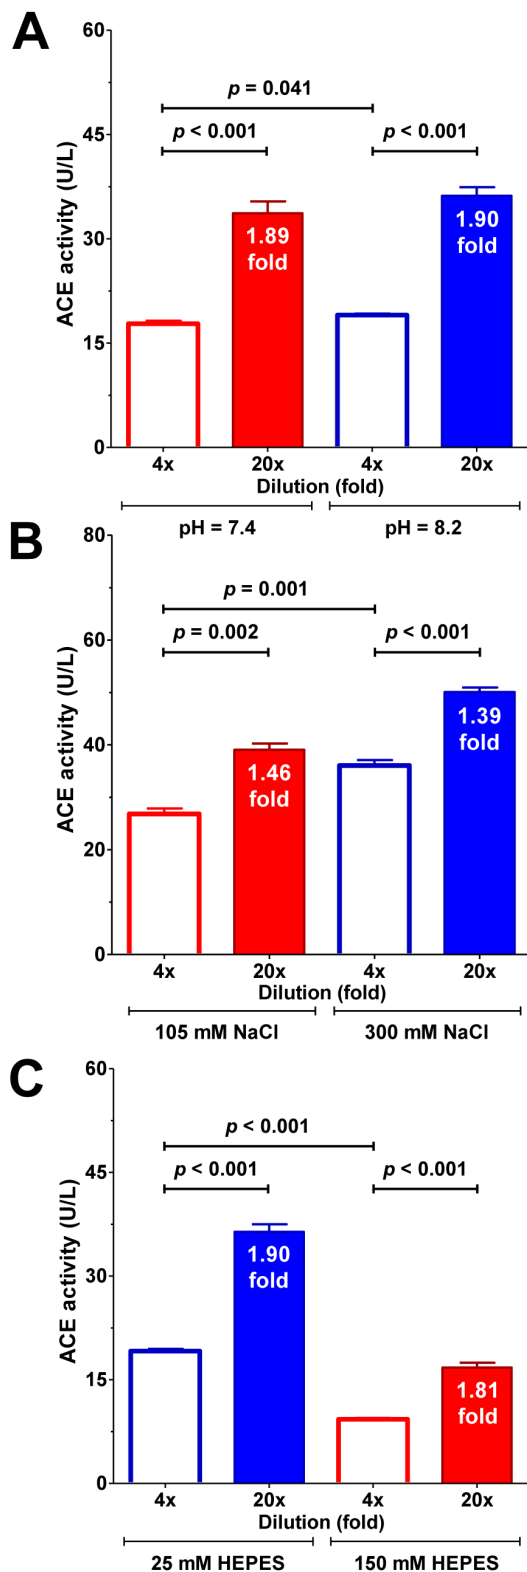 A
60
p = 0.041
p < 0.001 p < 0.001
45
1.89
fold
1.90
fold
30
15
0
ACE activity (U/L)
4x 20x 4x 20x
Dilution (fold)
pH = 7.4 pH = 8.2
B
80
p = 0.001
p = 0.002 p < 0.001
60
1.39
fold
1.46
fold
40
20
0
ACE activity (U/L)
4x 20x 4x 20x
Dilution (fold)
105 mM NaCl 300 mM NaCl
C
60
p < 0.001
p < 0.001 p < 0.001
45
1.90
fold
30
15
1.81
fold
0
ACE activity (U/L)
4x 20x 4x 20x
Dilution (fold)
25 mM HEPES 150 mM HEPES